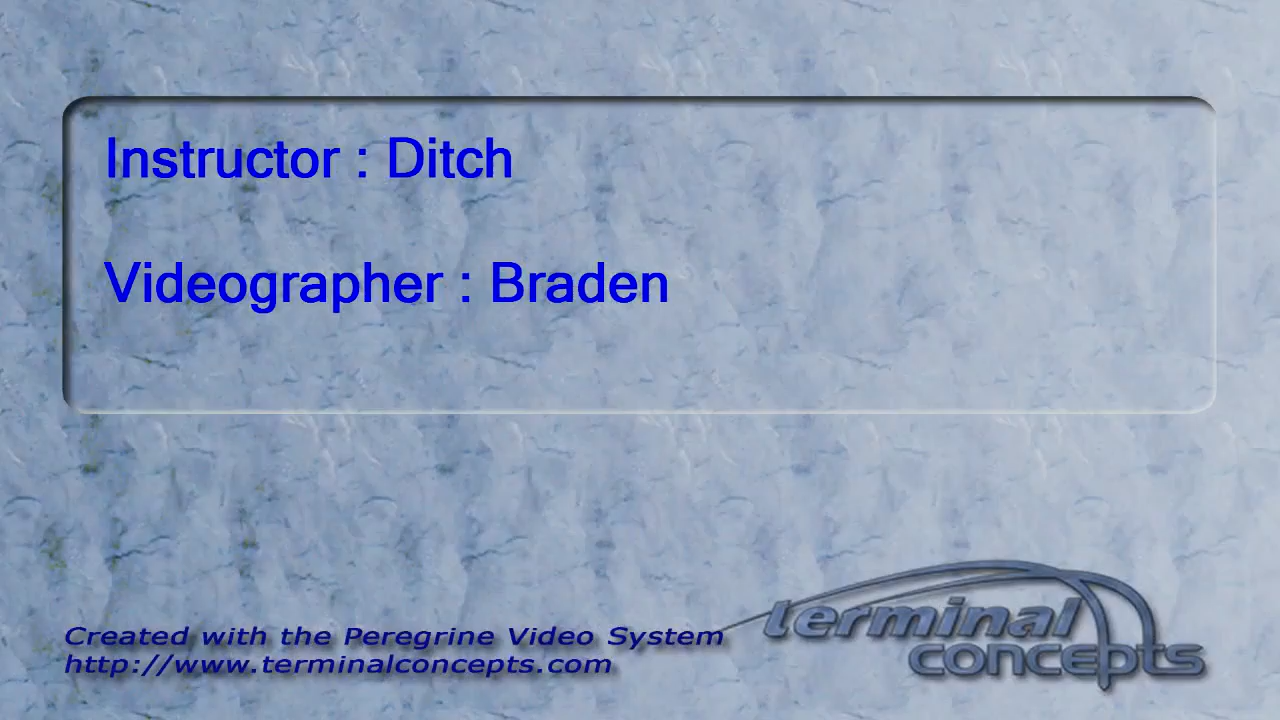 Instructor : Ditch
Videographer : Braden
Created with the Peregrine Video System
http://www.terminalconcepts.com
terminal
concepts